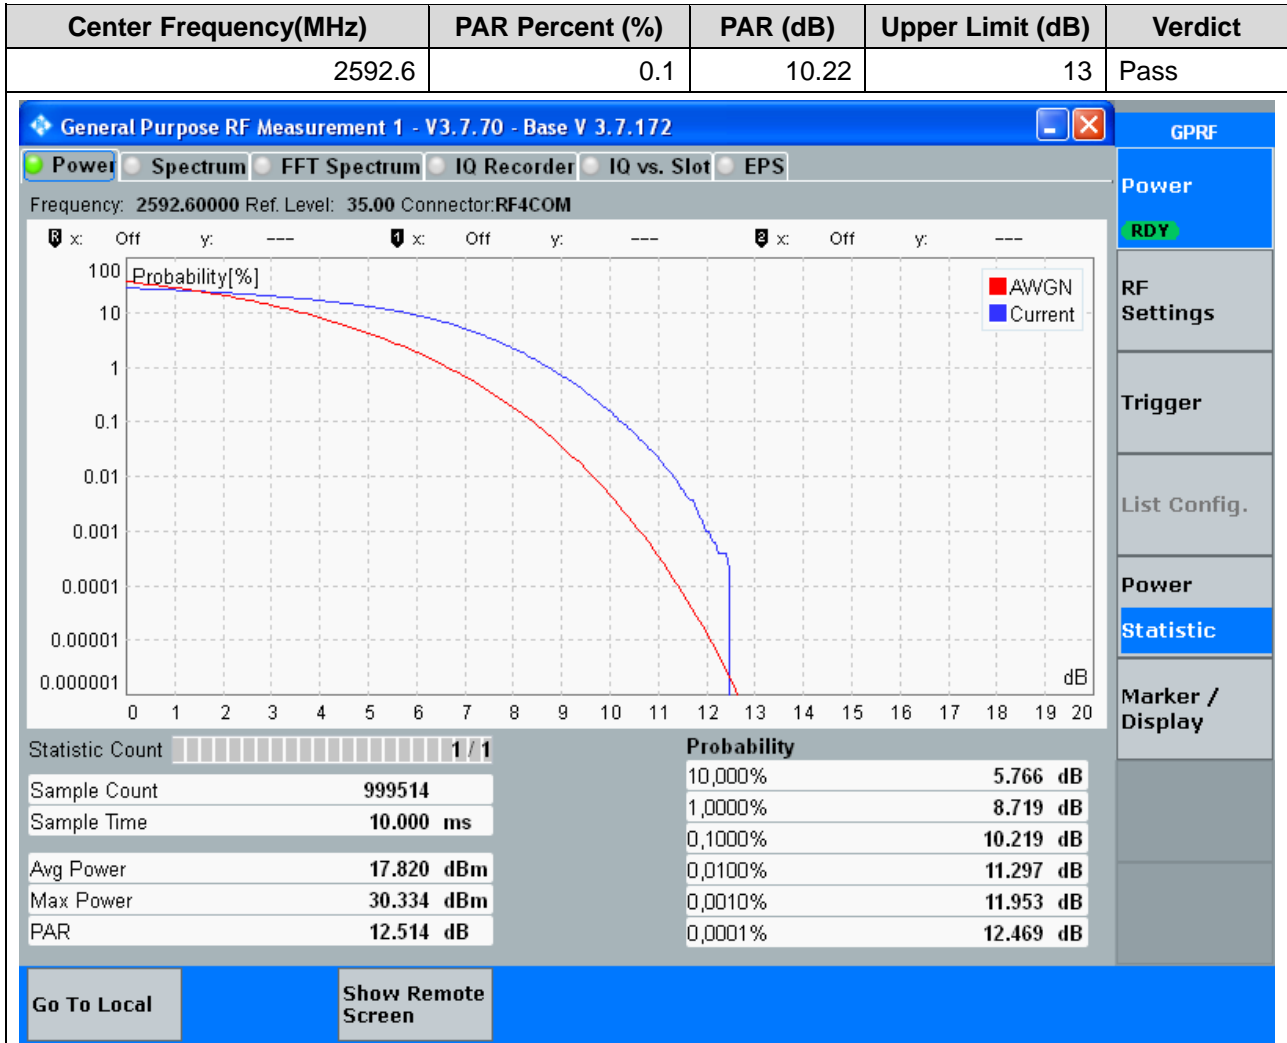 Center Frequency(MHz) PAR Percent (%) PAR (dB) Upper Limit (dB) Verdict
2592.6 0.1 10.22 13 Pass
General Purpose RF Measurement 1 - V3.7.70 - Base V 3.7.172
GPRF
Power Spectrum FFT Spectrum IQ Recorder IQ vs. Slot EPS
Frequency: 2592.60000 Ref. Level: 35.00 Connector:RF4COM
R x: Off y: --- 1 x: Off y: --- 2 x: Off y: ---
Probability[%]
AWGN
Current
100
10
1
0.1
0.01
0.001
0.0001
0.00001
0.000001
dB
0 1 2 3 4 5 6 7 8 9 10 11 12 13 14 15 16 17 18 19 20
Statistic Count 1 / 1
Sample Count 999514
Sample Time 10.000 ms
Avg Power 17.820 dBm
Max Power 30.334 dBm
PAR 12.514 dB
Probability
10,000% 5.766 dB
1,0000% 8.719 dB
0,1000% 10.219 dB
0,0100% 11.297 dB
0,0010% 11.953 dB
0,0001% 12.469 dB
Power
RDY
RF
Settings
Trigger
List Config.
Power
Statistic
Marker /
Display
Go To Local
Show Remote
Screen